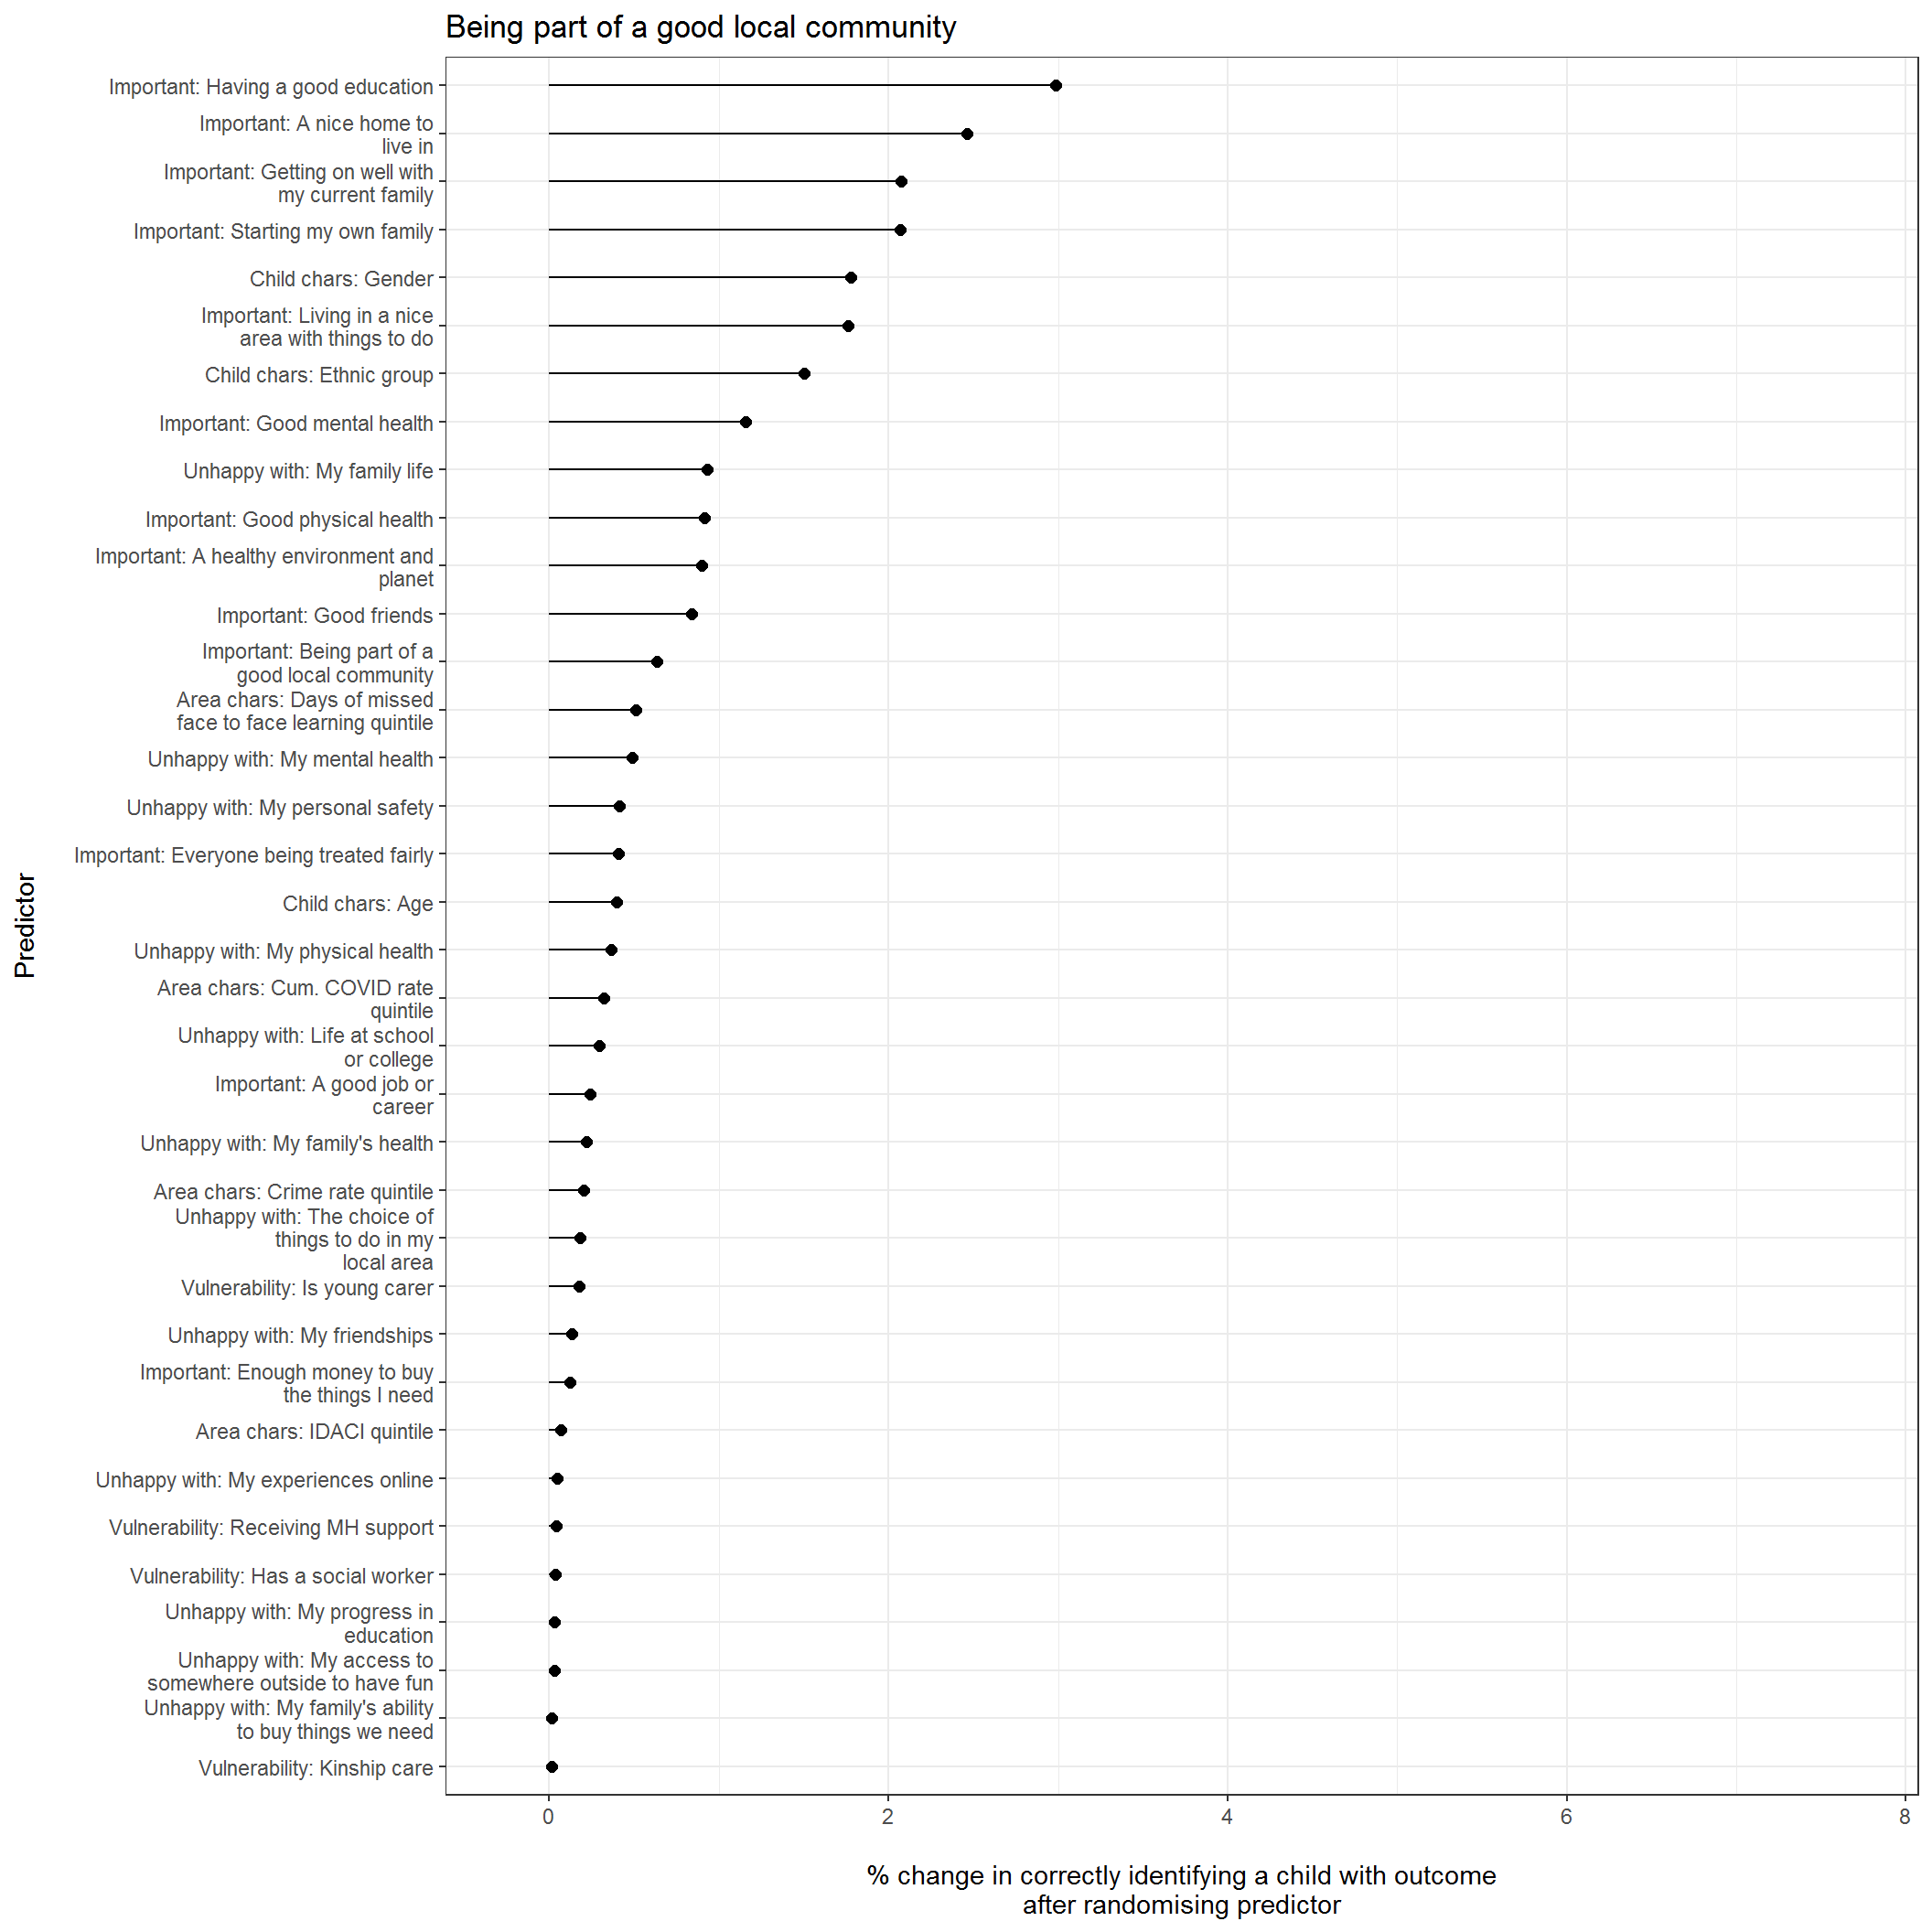 Being part of a good local community
Important: Having a good education
Important: A nice home to
live in
Important: Getting on well with
my current family
Important: Starting my own family
Child chars: Gender
Important: Living in a nice
area with things to do
Child chars: Ethnic group
Important: Good mental health
Unhappy with: My family life
Important: Good physical health
Important: A healthy environment and
planet
Important: Good friends
Important: Being part of a
good local community
Area chars: Days of missed
face to face learning quintile
Unhappy with: My mental health
Unhappy with: My personal safety
Important: Everyone being treated fairly
Child chars: Age
Unhappy with: My physical health
Area chars: Cum. COVID rate
quintile
Unhappy with: Life at school
or college
Important: A good job or
career
Unhappy with: My family's health
Area chars: Crime rate quintile
Unhappy with: The choice of
things to do in my
local area
Vulnerability: Is young carer
Unhappy with: My friendships
Important: Enough money to buy
the things I need
Area chars: IDACI quintile
Unhappy with: My experiences online
Vulnerability: Receiving MH support
Vulnerability: Has a social worker
Unhappy with: My progress in
education
Unhappy with: My access to
somewhere outside to have fun
Unhappy with: My family's ability
to buy things we need
Vulnerability: Kinship care
Predictor
0 2 4 6 8
% change in correctly identifying a child with outcome
after randomising predictor